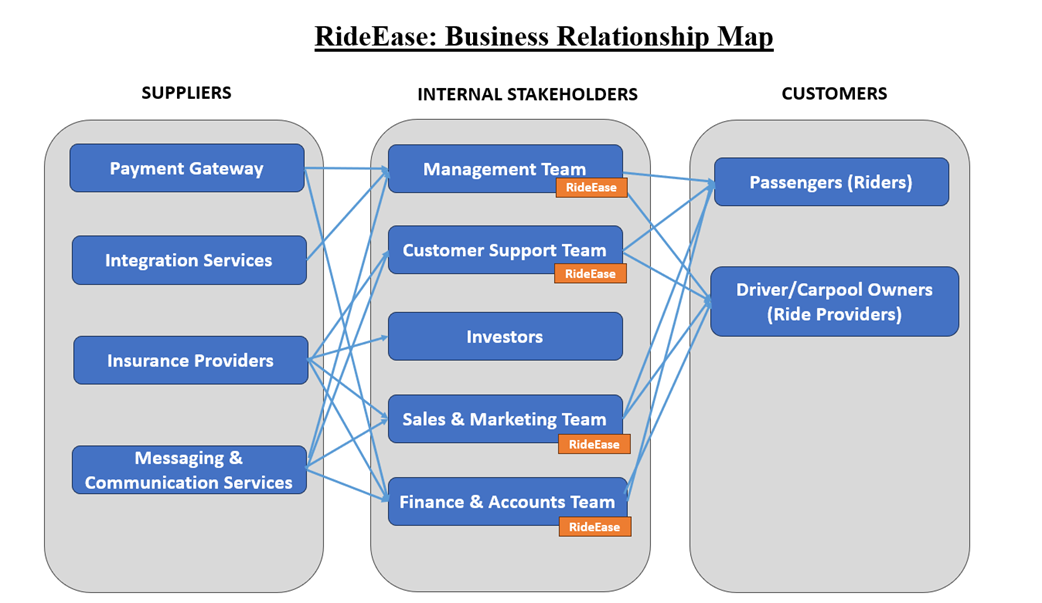 RideEase: Business Relationship Map
SUPPLIERS
INTERNAL STAKEHOLDERS
CUSTOMERS
Payment Gateway
Integration Services
Insurance Providers
Messaging &
Communication Services
Management Team
RideEase
Customer Support Team
RideEase
Investors
Sales & Marketing Team
RideEase
Finance & Accounts Team
RideEase
Passengers (Riders)
Driver/Carpool Owners
(Ride Providers)